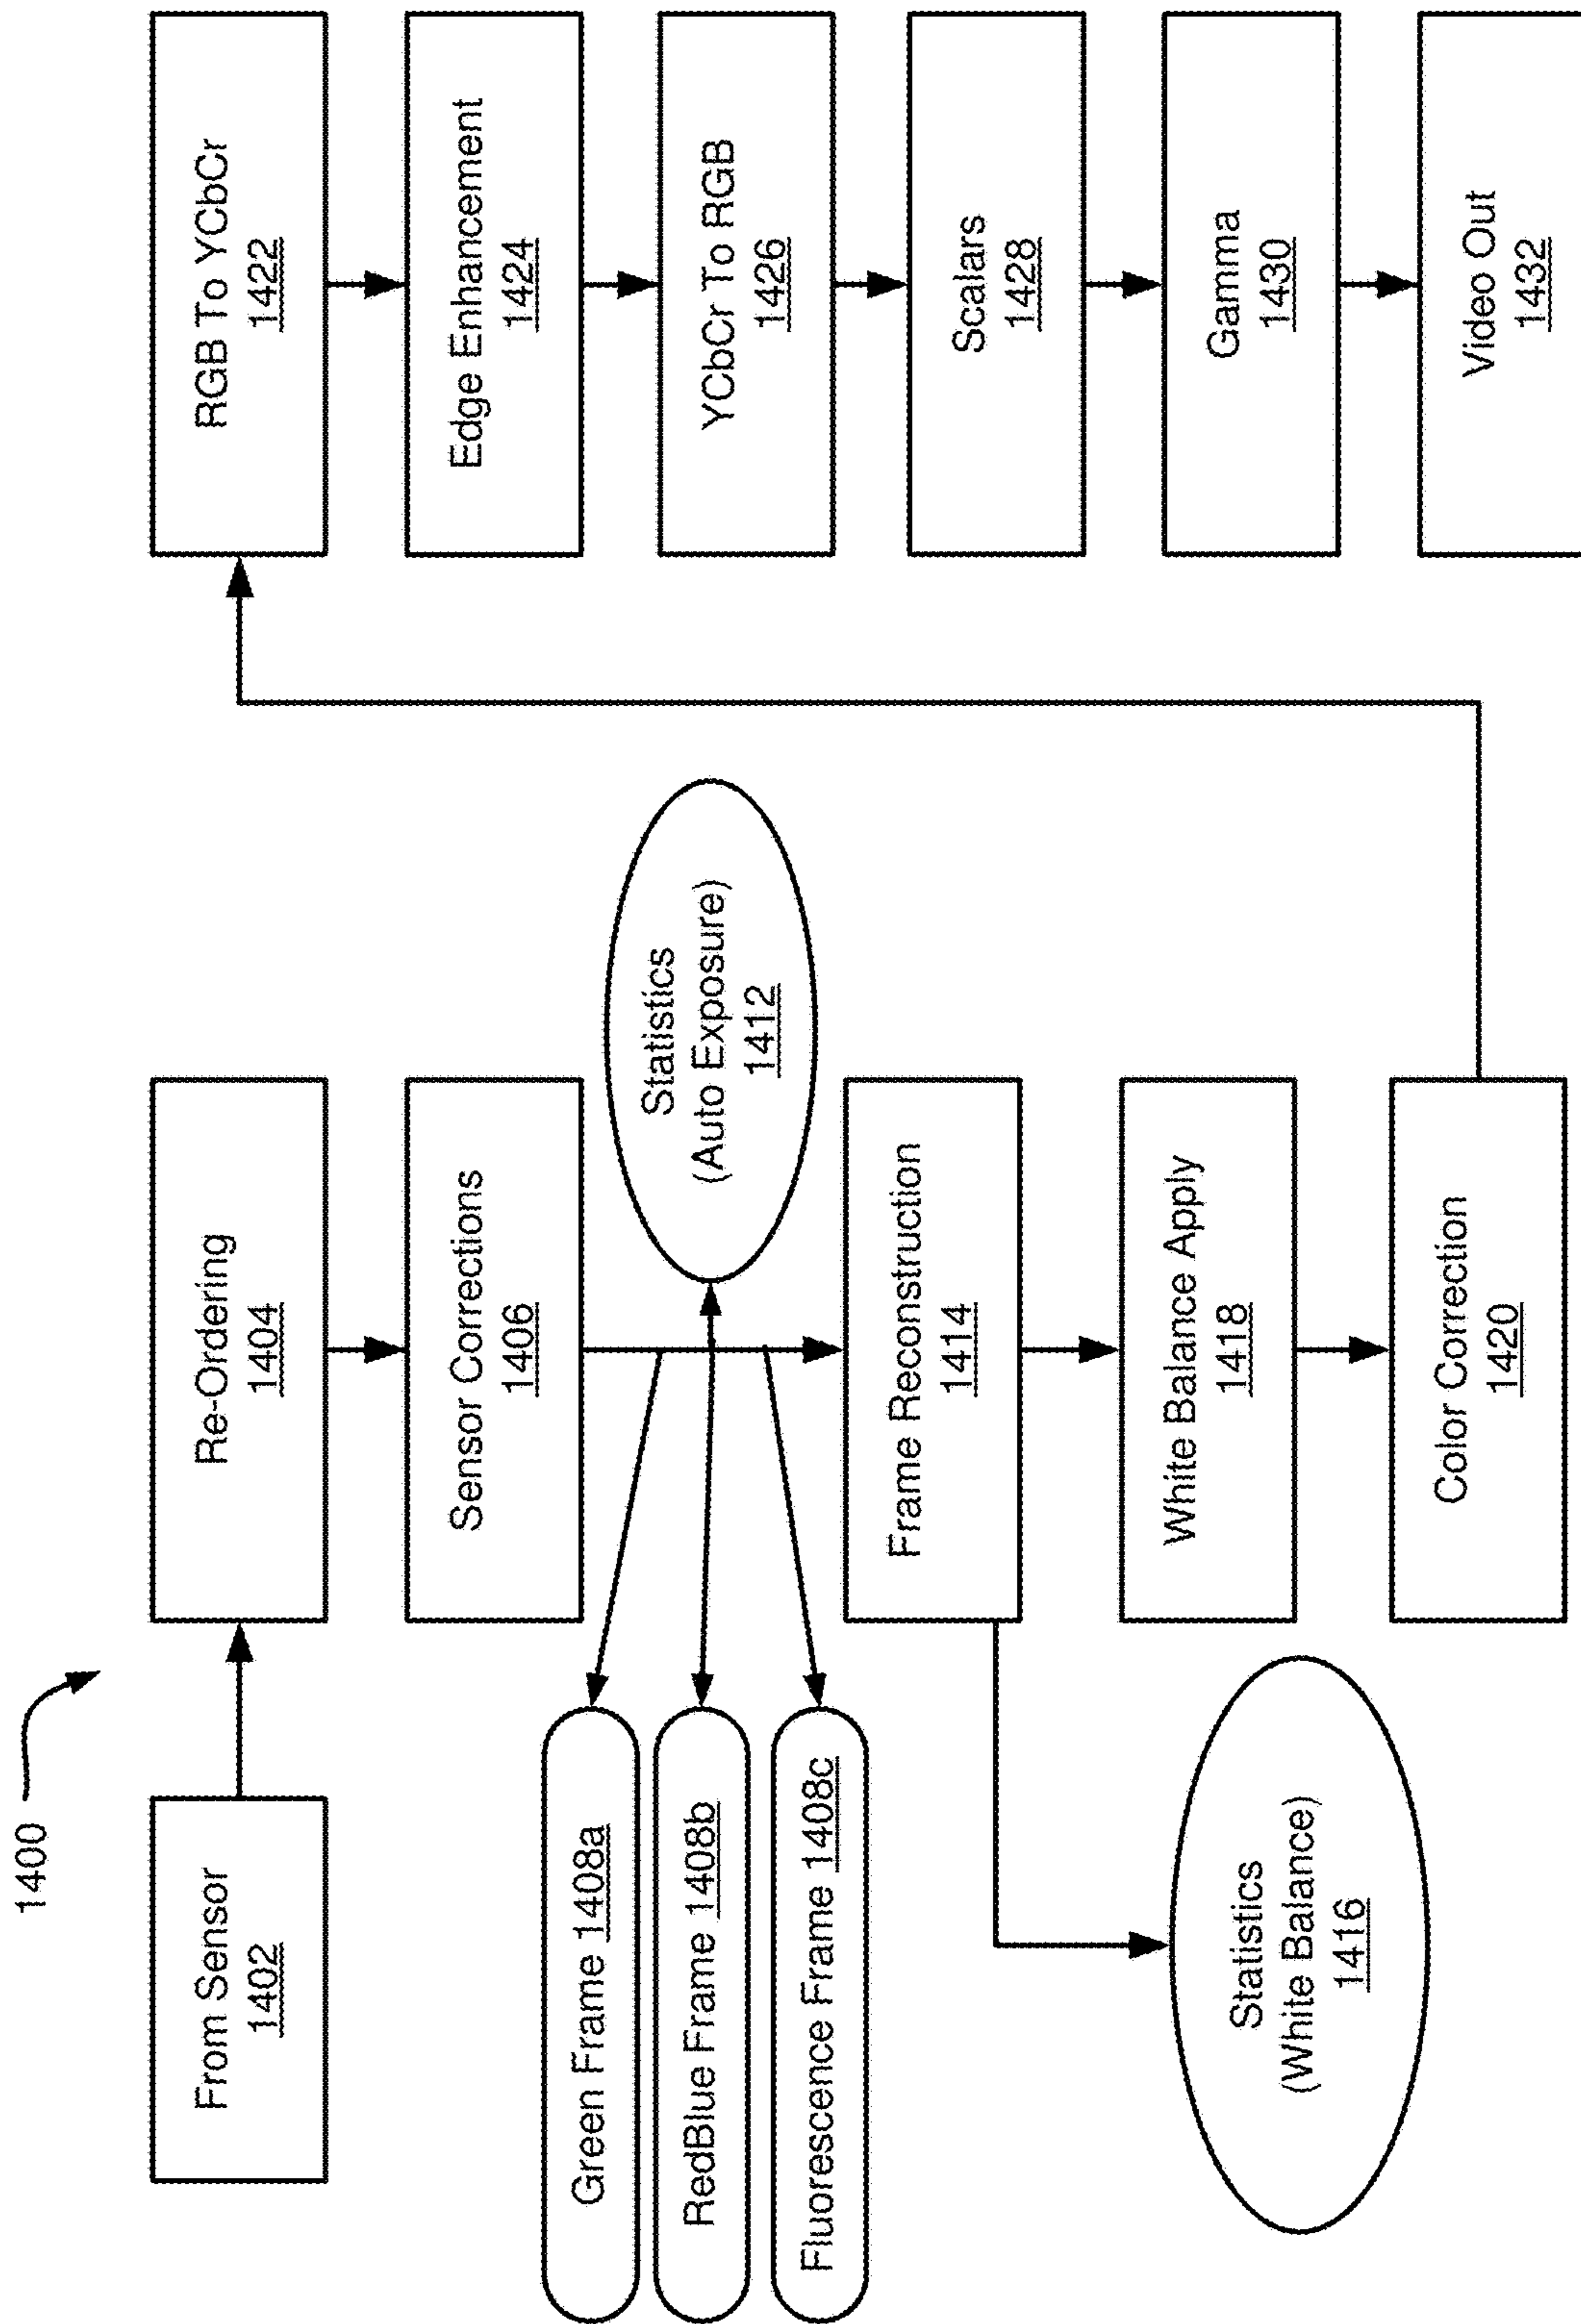 1400
From Sensor
1402
Re-Ordering
1404
Sensor Corrections
1406
Green Frame 1408a
RedBlue Frame 1408b
Fluorescence Frame 1408c
Statistics
(Auto Exposure)
1412
Frame Reconstruction
1414
Statistics
(White Balance)
1416
White Balance Apply
1418
Color Correction
1420
RGB To YCbCr
1422
Edge Enhancement
1424
YCbCr To RGB
1426
Scalars
1428
Gamma
1430
Video Out
1432